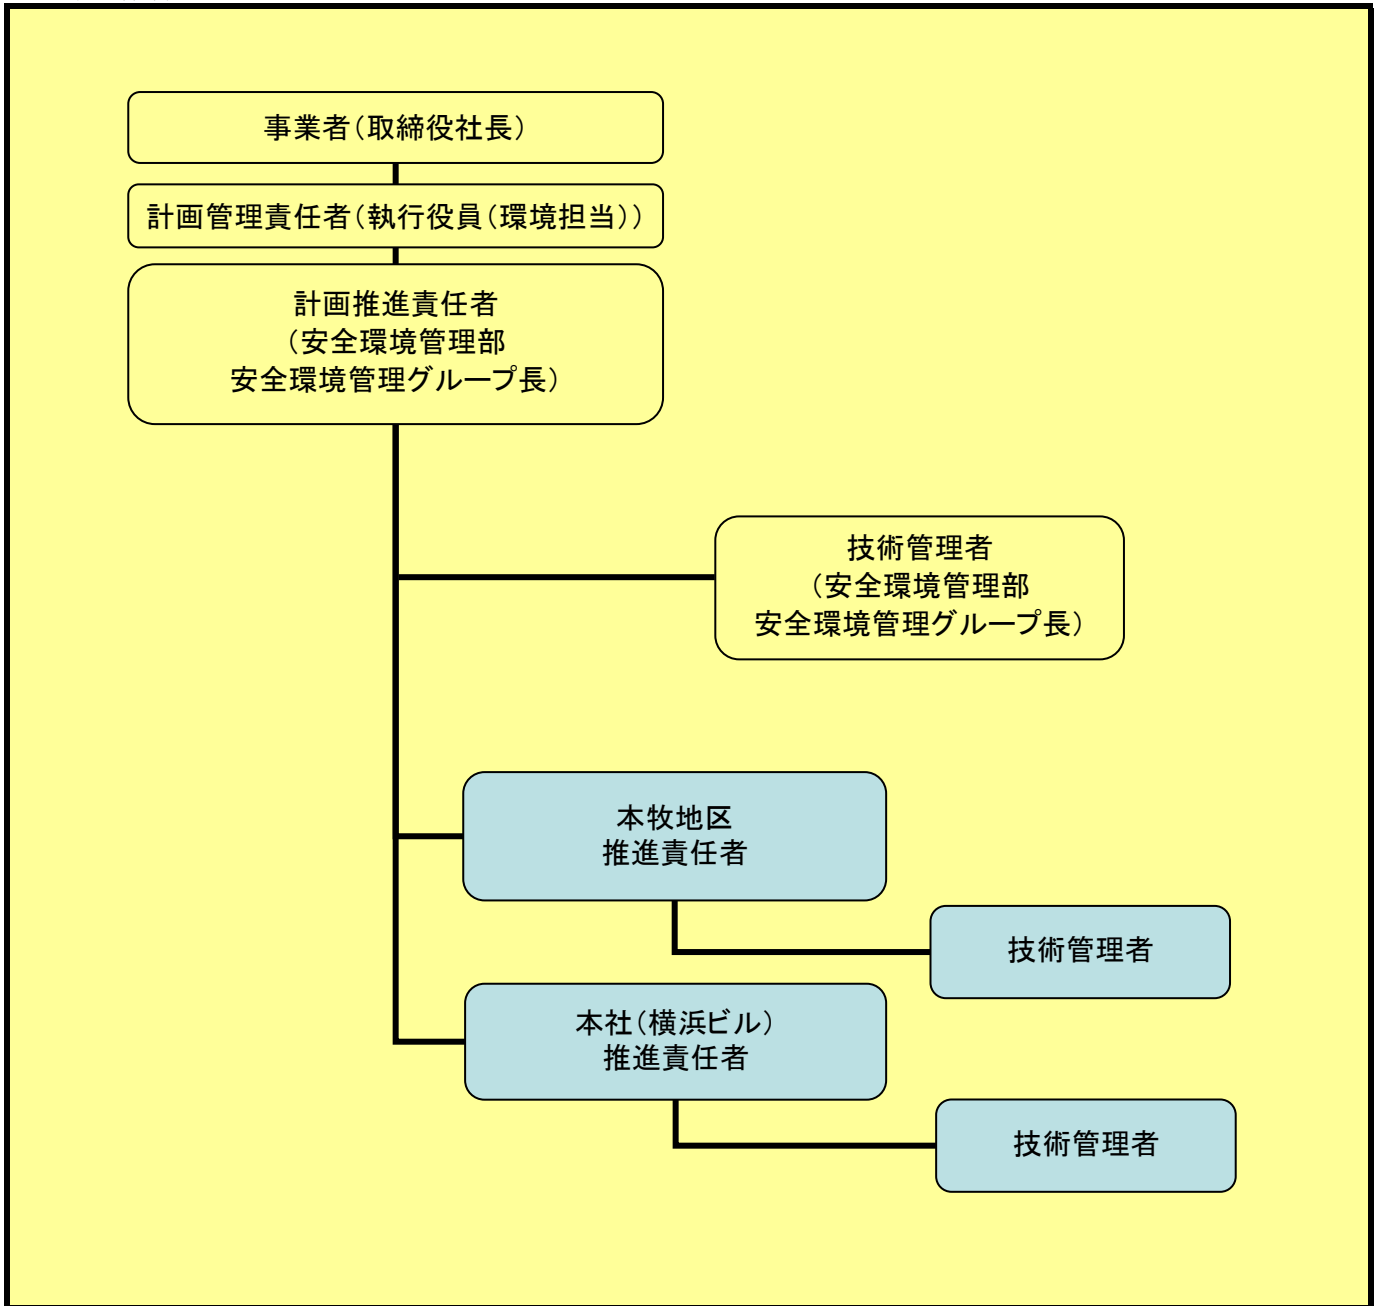 事業者（取締役社長）
計画管理責任者（執行役員（環境担当））
計画推進責任者
（安全環境管理部
安全環境管理グループ長）
技術管理者
（安全環境管理部
安全環境管理グループ長）
本牧地区
推進責任者
技術管理者
本社（横浜ビル）
推進責任者
技術管理者